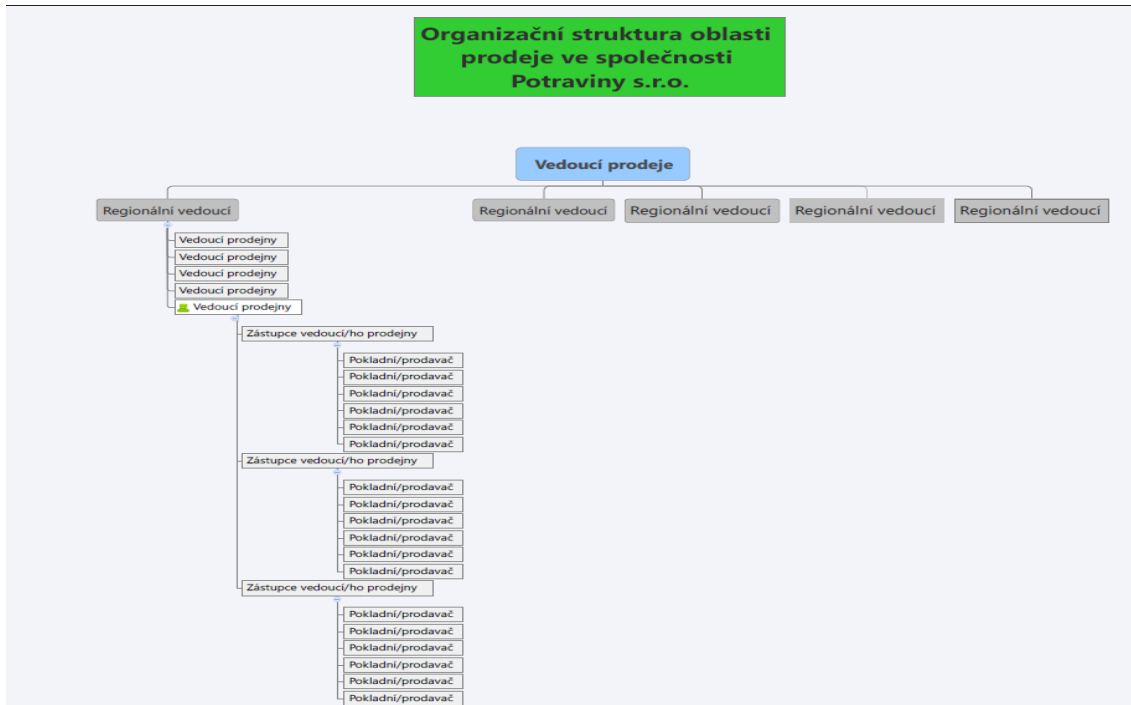 Organizační struktura oblasti
prodeje ve společnosti
Potraviny s.r.o.
Vedoucí prodeje
Regionální vedoucí
Regionální vedoucí
Regionální vedoucí
Regionální vedoucí
Regionální vedoucí
Vedoucí prodejny
Vedoucí prodejny
Vedoucí prodejny
Vedoucí prodejny
Vedoucí prodejny
Zástupce vedoucí/ho prodejny
Pokladní/prodavač
Pokladní/prodavač
Pokladní/prodavač
Pokladní/prodavač
Pokladní/prodavač
Pokladní/prodavač
Zástupce vedoucí/ho prodejny
Pokladní/prodavač
Pokladní/prodavač
Pokladní/prodavač
Pokladní/prodavač
Pokladní/prodavač
Pokladní/prodavač
Zástupce vedoucí/ho prodejny
Pokladní/prodavač
Pokladní/prodavač
Pokladní/prodavač
Pokladní/prodavač
Pokladní/prodavač
Pokladní/prodavač